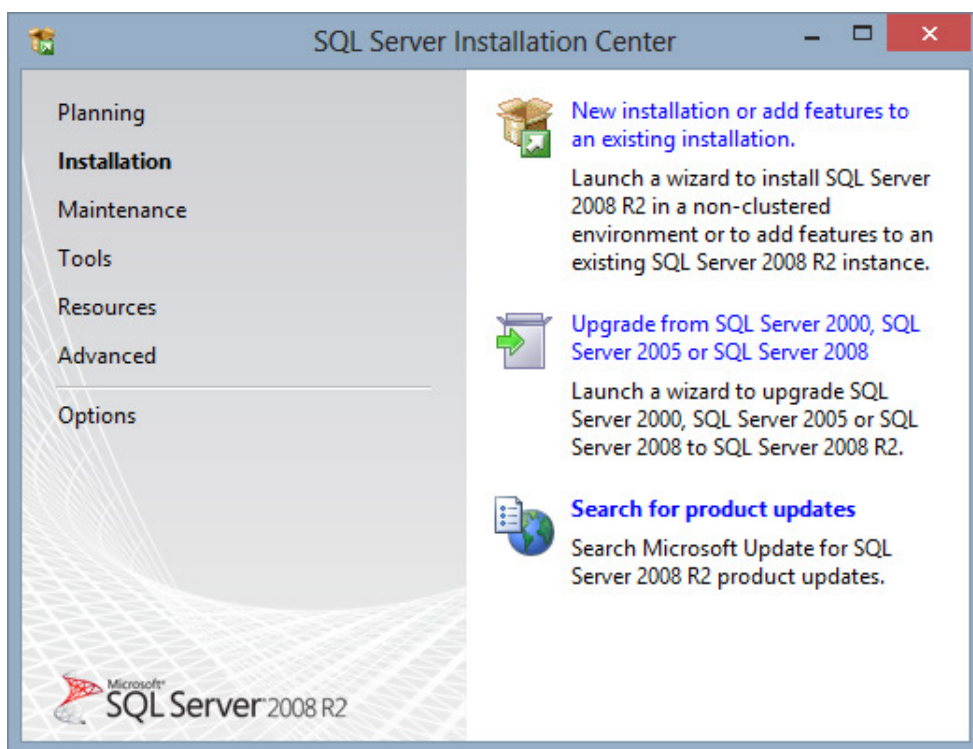 SQL Server Installation Center
Planning
Installation
Maintenance
Tools
Resources
Advanced
Options
New installation or add features to
an existing installation.
Launch a wizard to install SQL Server
2008 R2 in a non-clustered
environment or to add features to an
existing SQL Server 2008 R2 instance.
Upgrade from SQL Server 2000, SQL
Server 2005 or SQL Server 2008
Launch a wizard to upgrade SQL
Server 2000, SQL Server 2005 or SQL
Server 2008 to SQL Server 2008 R2.
Search for product updates
Search Microsoft Update for SQL
Server 2008 R2 product updates.
Microsoft®
SQL Server® 2008 R2